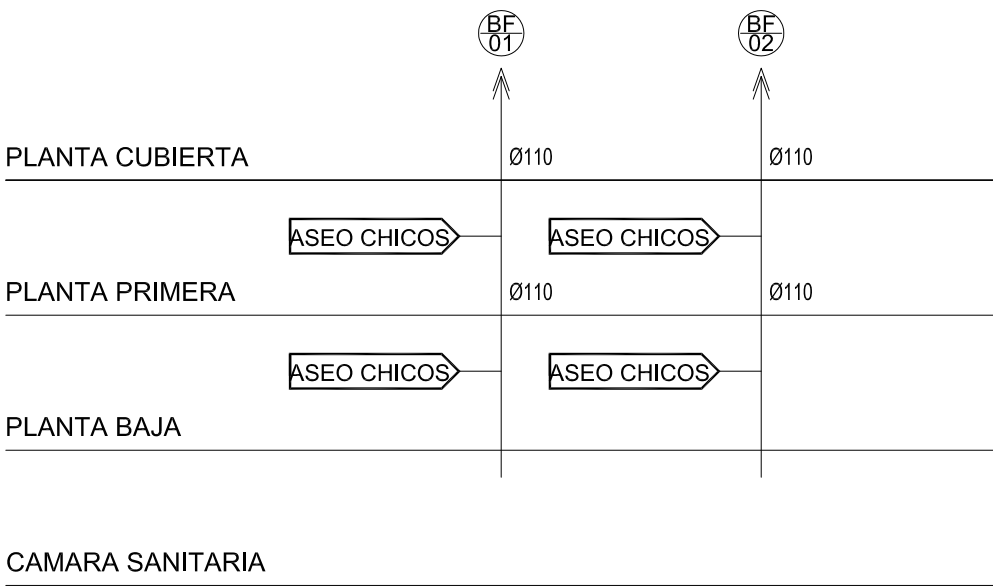 BF BF
01 02
PLANTA CUBIERTA Ø110 Ø110
ASEO CHICOS ASEO CHICOS
PLANTA PRIMERA Ø110 Ø110
ASEO CHICOS ASEO CHICOS
PLANTA BAJA
CAMARA SANITARIA